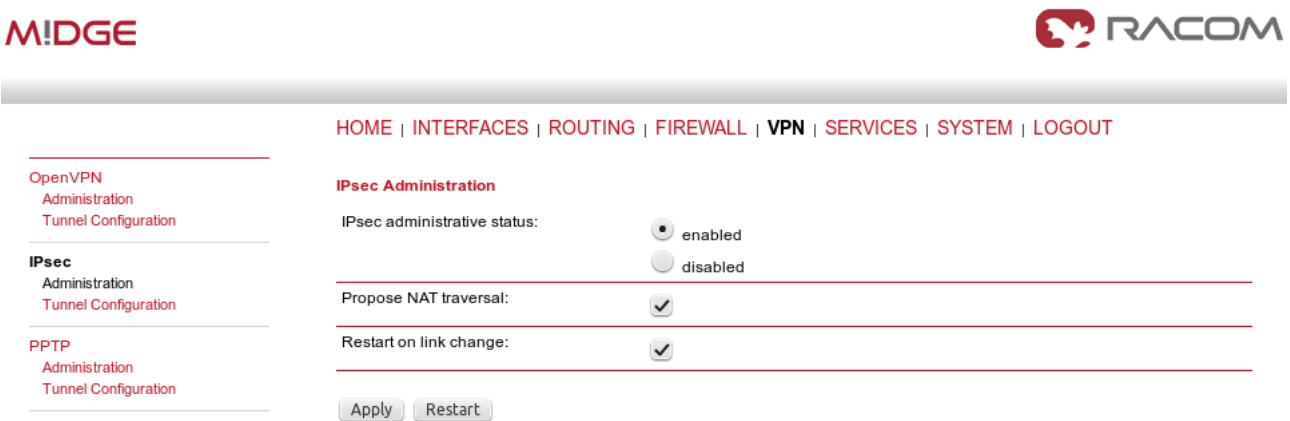 M!DGE
RACOM
HOME | INTERFACES | ROUTING | FIREWALL | VPN | SERVICES | SYSTEM | LOGOUT
OpenVPN
Administration
Tunnel Configuration
IPsec
Administration
Tunnel Configuration
PPTP
Administration
Tunnel Configuration
IPsec Administration
IPsec administrative status:
enabled
disabled
Propose NAT traversal:
Restart on link change:
Apply Restart